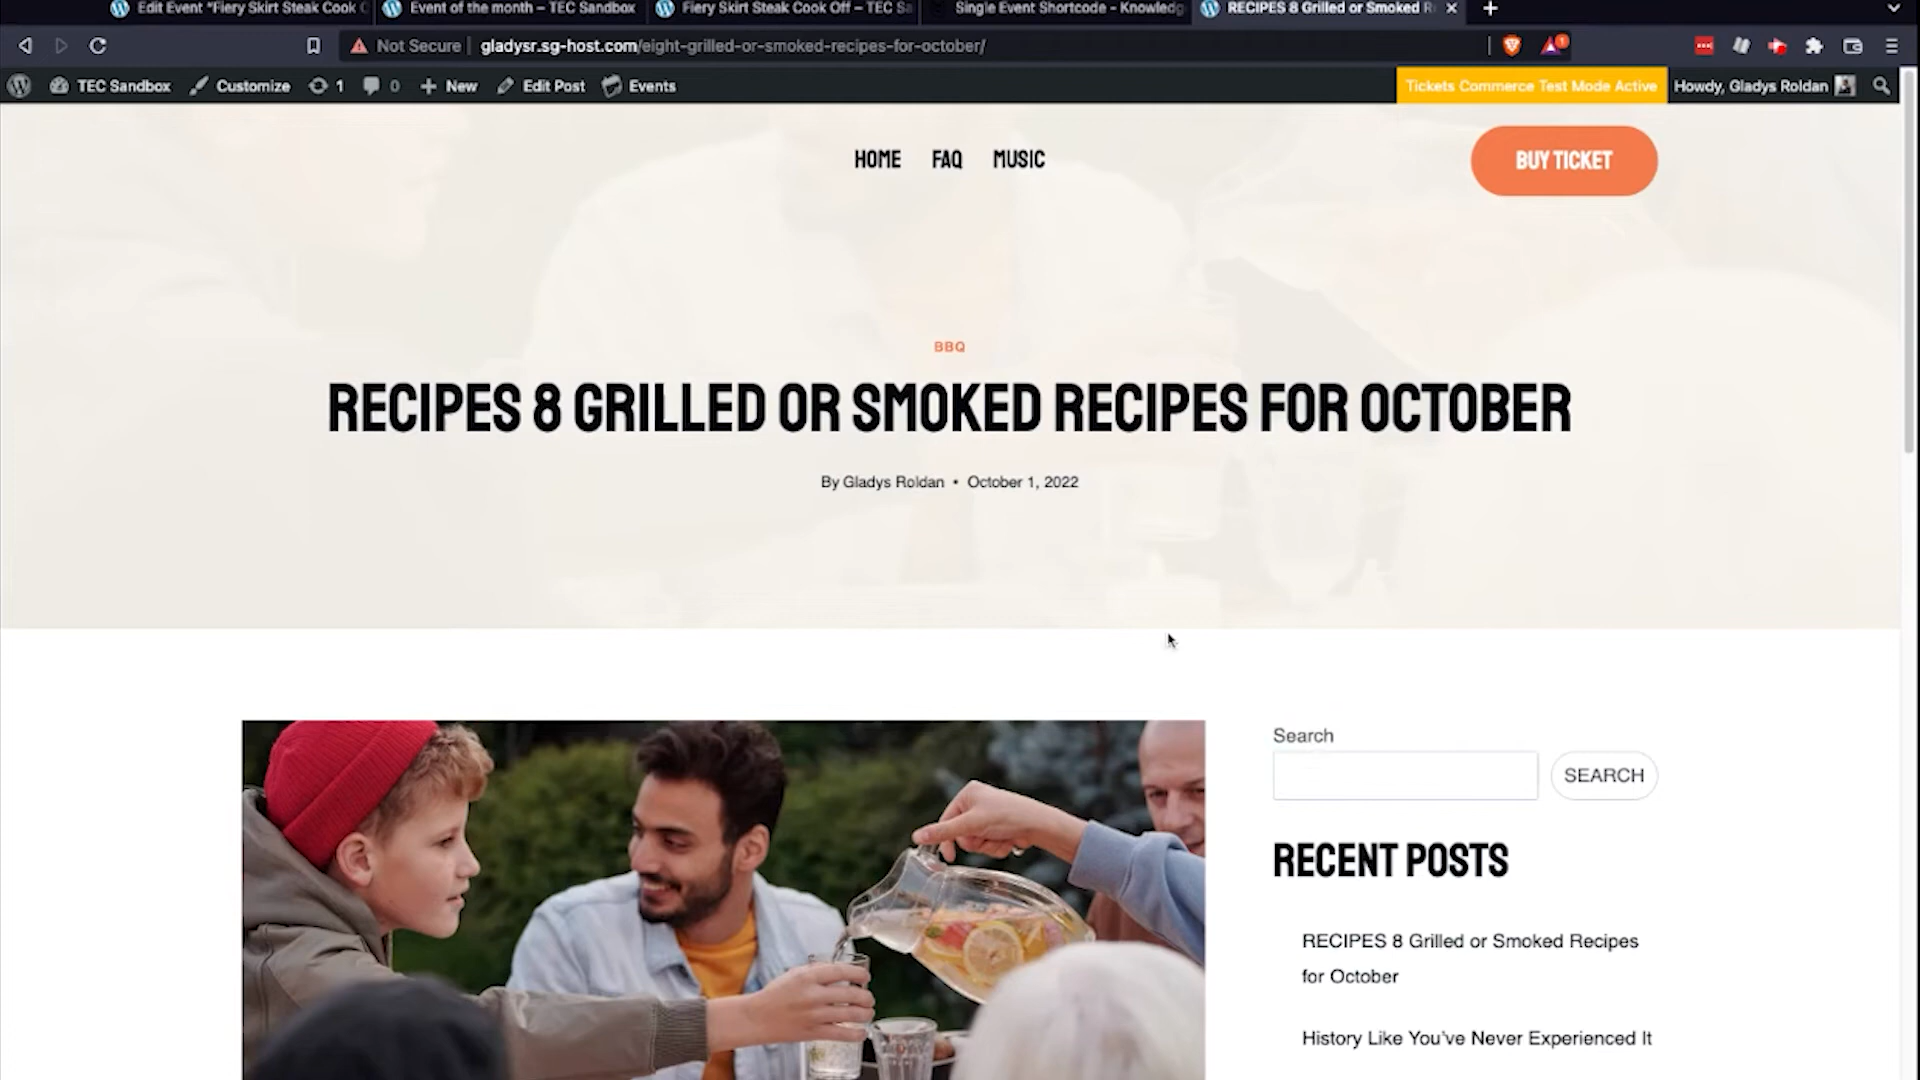 Edit Event "Fiery Skirt Steak Cook
Event of the month – TEC Sandbox
Fiery Skirt Steak Cook Off – TEC Sa
Single Event Shortcode - Knowledg
RECIPES 8 Grilled or Smoked R
Not Secure
gladysr.sg-host.com/eight-grilled-or-smoked-recipes-for-october/
1
TEC Sandbox
Customize
1
0
New
Edit Post
Events
Tickets Commerce Test Mode Active
Howdy, Gladys Roldan
HOME
FAQ
MUSIC
BUY TICKET
BBQ
RECIPES 8 GRILLED OR SMOKED RECIPES FOR OCTOBER
By Gladys Roldan • October 1, 2022
Search
SEARCH
RECENT POSTS
RECIPES 8 Grilled or Smoked Recipes
for October
History Like You've Never Experienced It